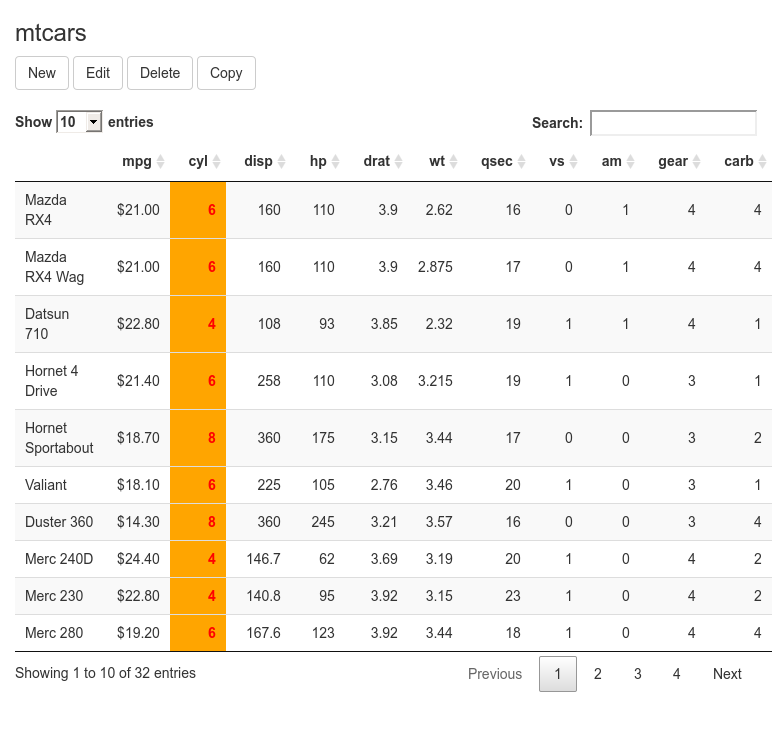 mtcars
New Edit Delete Copy
Show 10 entries Search:
mpg cyl disp hp drat wt qsec vs am gear carb
Mazda
RX4 $21.00 6 160 110 3.9 2.62 16 0 1 4 4
Mazda
RX4 Wag $21.00 6 160 110 3.9 2.875 17 0 1 4 4
Datsun
710 $22.80 4 108 93 3.85 2.32 19 1 1 4 1
Hornet 4
Drive $21.40 6 258 110 3.08 3.215 19 1 0 3 1
Hornet
Sportabout $18.70 8 360 175 3.15 3.44 17 0 0 3 2
Valiant $18.10 6 225 105 2.76 3.46 20 1 0 3 1
Duster 360 $14.30 8 360 245 3.21 3.57 16 0 0 3 4
Merc 240D $24.40 4 146.7 62 3.69 3.19 20 1 0 4 2
Merc 230 $22.80 4 140.8 95 3.92 3.15 23 1 0 4 2
Merc 280 $19.20 6 167.6 123 3.92 3.44 18 1 0 4 4
Showing 1 to 10 of 32 entries Previous 1 2 3 4 Next